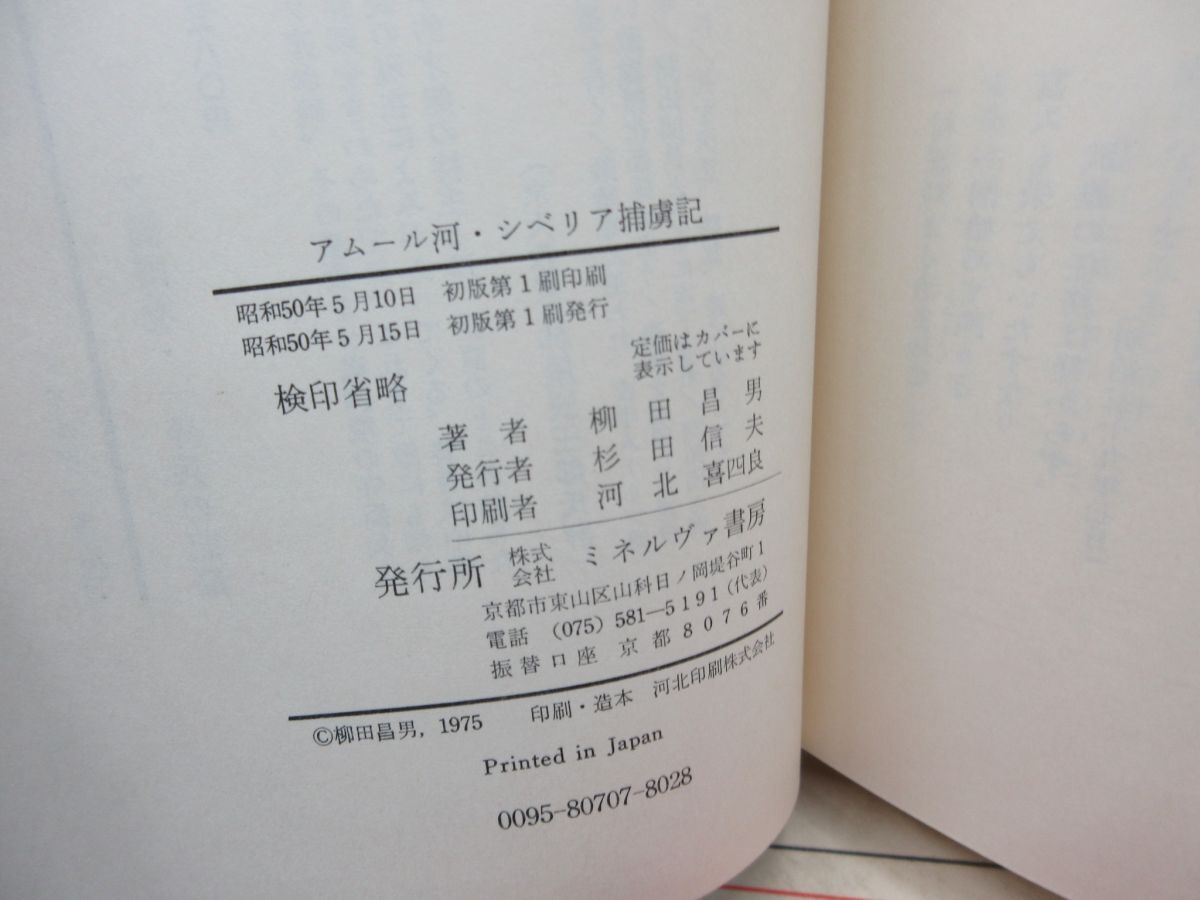 アムール河・シベリア捕虜記
昭和50年5月10日 初版第1刷印刷
昭和50年5月15日 初版第1刷発行
定価はカバーに
表示しています
検印省略
著者 柳田昌男
発行者 杉田信夫
印刷者 河北喜四良
発行所 株式会社 ミネルヴァ書房
京都市東山区山科日ノ岡堤谷町1
電話 (075) 581—5191(代表)
振替口座 京都8076番
©柳田昌男, 1975 印刷・造本 河北印刷株式会社
Printed in Japan
0095-80707-8028